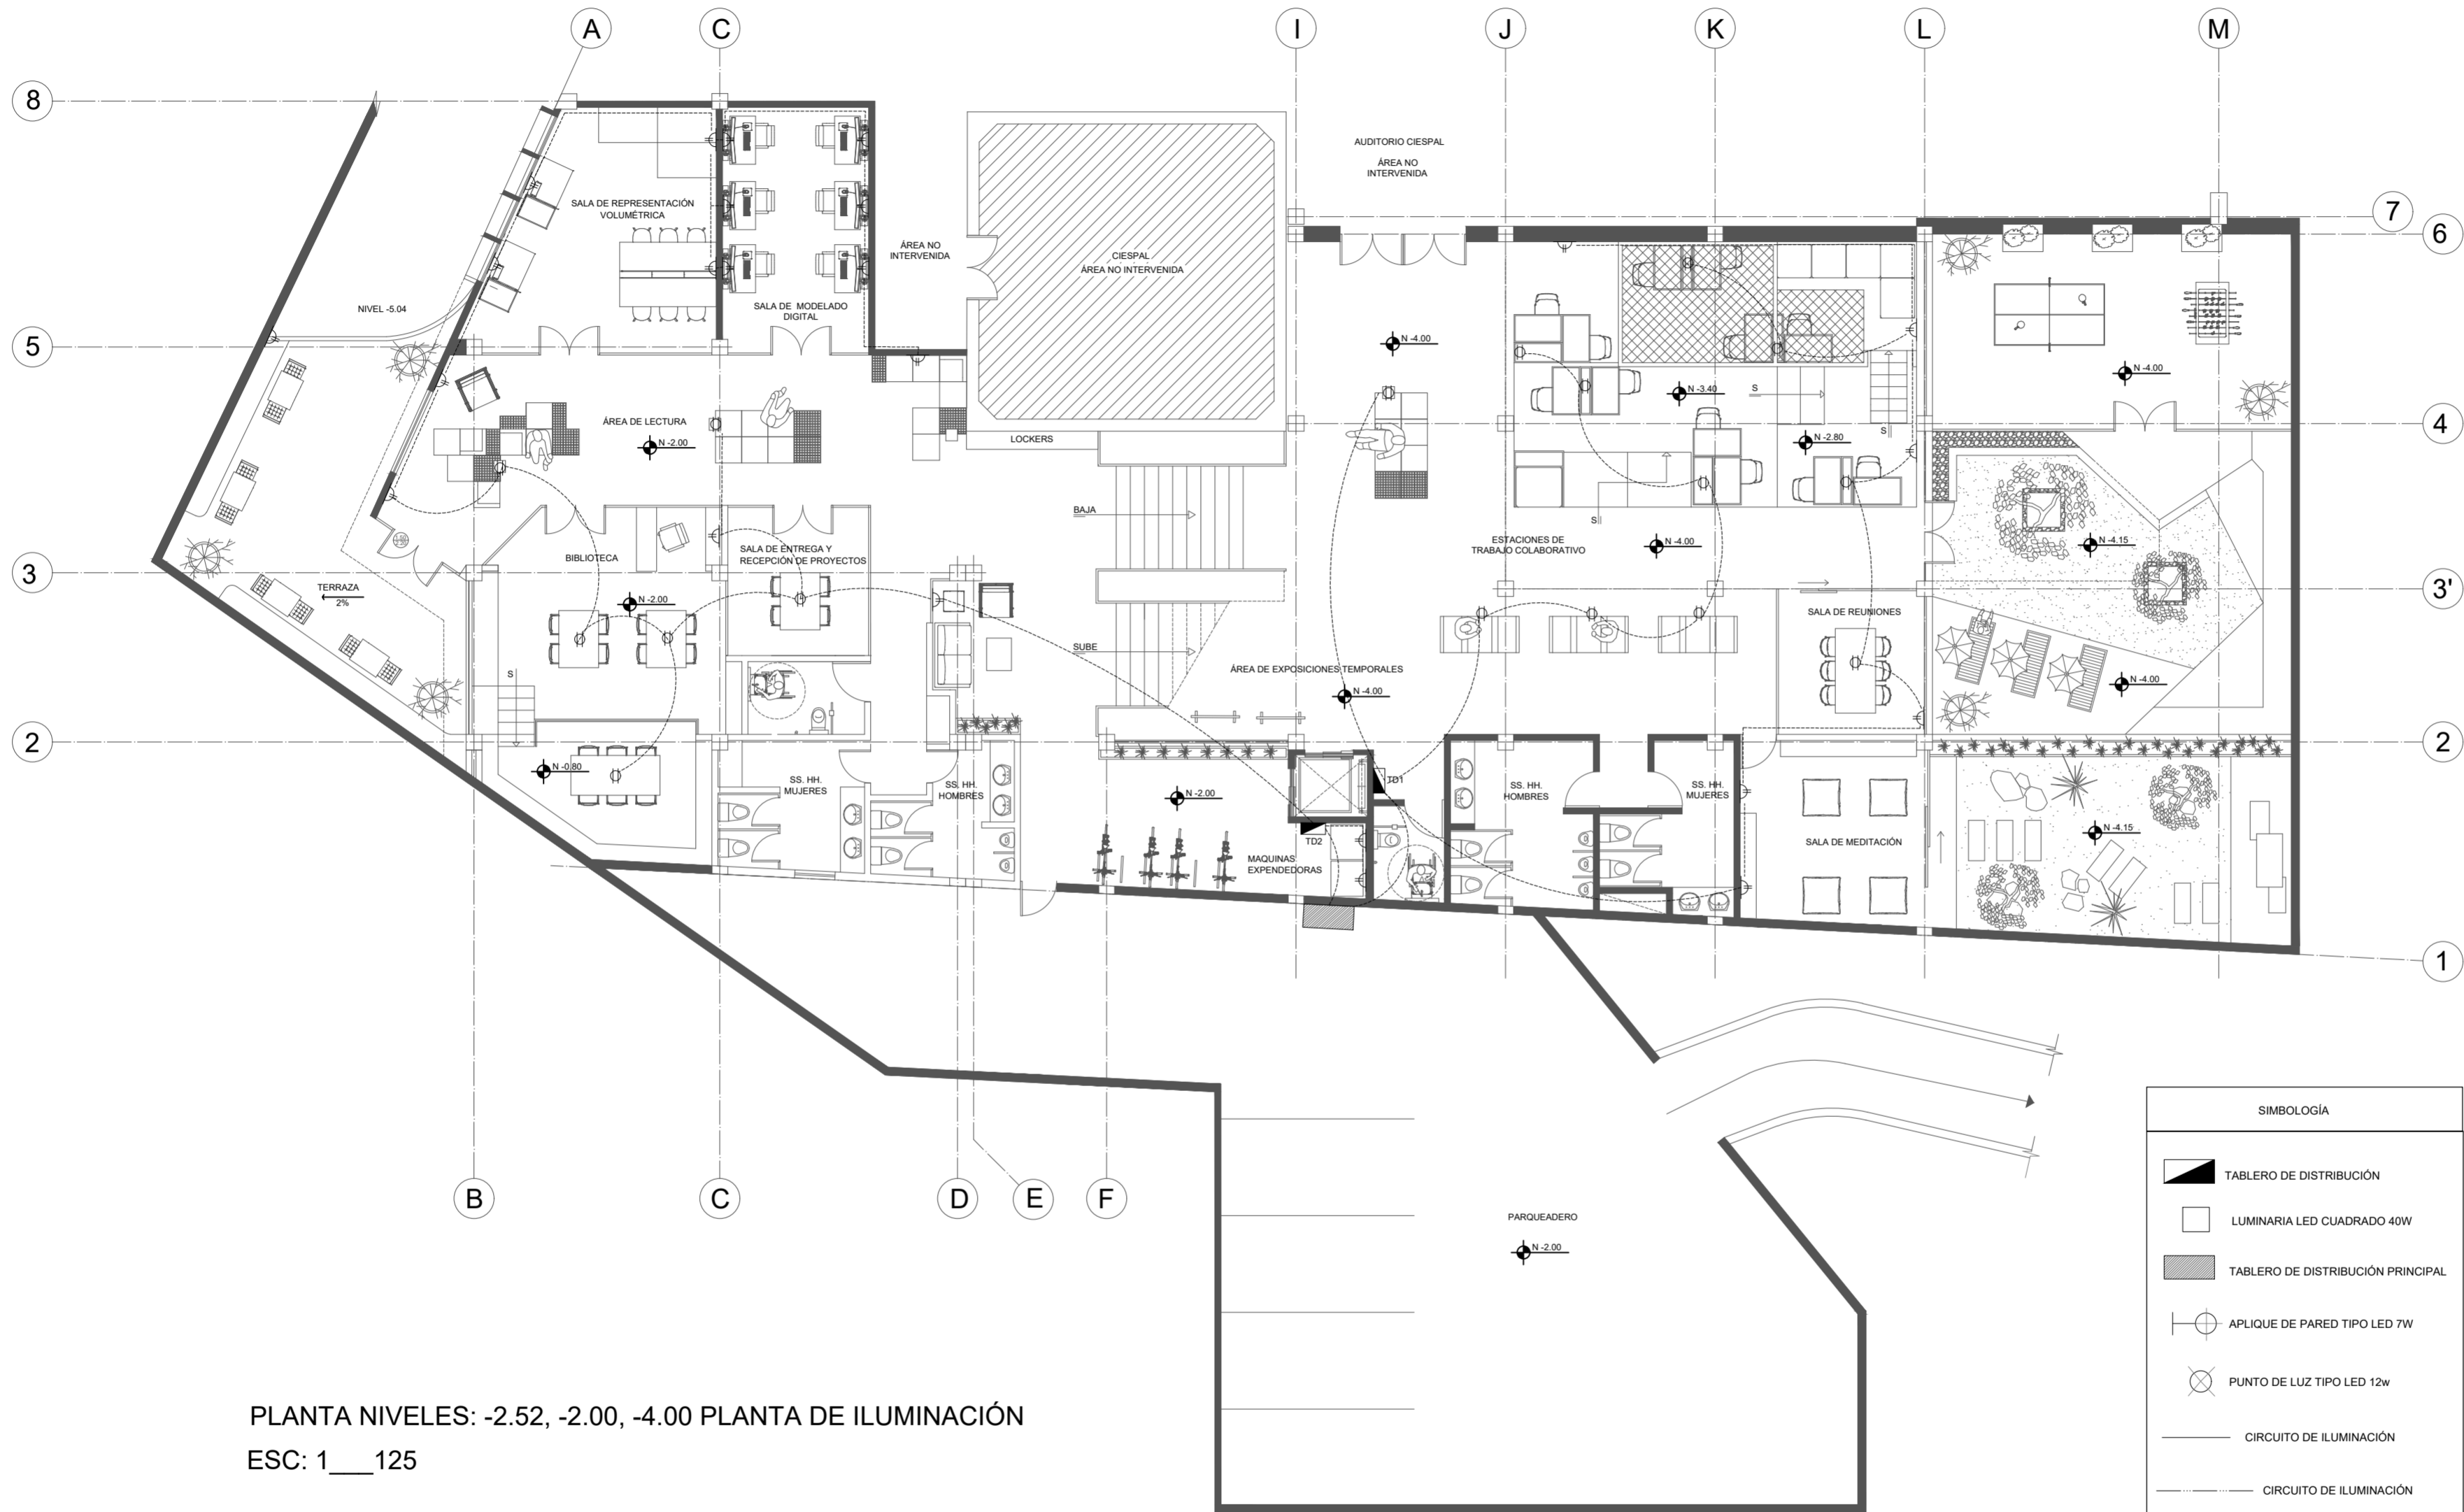 A
C
I
J
K
L
M
8
AUDITORIO CIESPAL
ÁREA NO
INTERVENIDA
SALA DE REPRESENTACIÓN
VOLUMÉTRICA
7
6
ÁREA NO
INTERVENIDA
CIESPAL
ÁREA NO INTERVENIDA
SALA DE MODELADO
DIGITAL
NIVEL -5.04
5
N -4.00
N -4.00
N -3.40
S
ÁREA DE LECTURA
N -2.00
LOCKERS
4
S
N -2.80
BAJA
S
ESTACIONES DE
TRABAJO COLABORATIVO
N -4.00
N -4.15
BIBLIOTECA
SALA DE ENTREGA Y
RECEPCIÓN DE PROYECTOS
3
3'
TERRAZA
2%
N -2.00
SALA DE REUNIONES
SUBE
S
ÁREA DE EXPOSICIONES TEMPORALES
N -4.00
N -4.00
2
2
N -0.80
SS. HH.
MUJERES
SS. HH.
HOMBRES
N -2.00
TD1
SS. HH.
HOMBRES
SS. HH.
MUJERES
TD2
MAQUINAS
EXPENDEDORAS
SALA DE MEDITACIÓN
N -4.15
1
B
C
D
E
F
PARQUEADERO
N -2.00
SIMBOLOGÍA
TABLERO DE DISTRIBUCIÓN
LUMINARIA LED CUADRADO 40W
TABLERO DE DISTRIBUCIÓN PRINCIPAL
APLIQUE DE PARED TIPO LED 7W
PUNTO DE LUZ TIPO LED 12w
CIRCUITO DE ILUMINACIÓN
CIRCUITO DE ILUMINACIÓN
PLANTA NIVELES: -2.52, -2.00, -4.00 PLANTA DE ILUMINACIÓN
ESC: 1___125